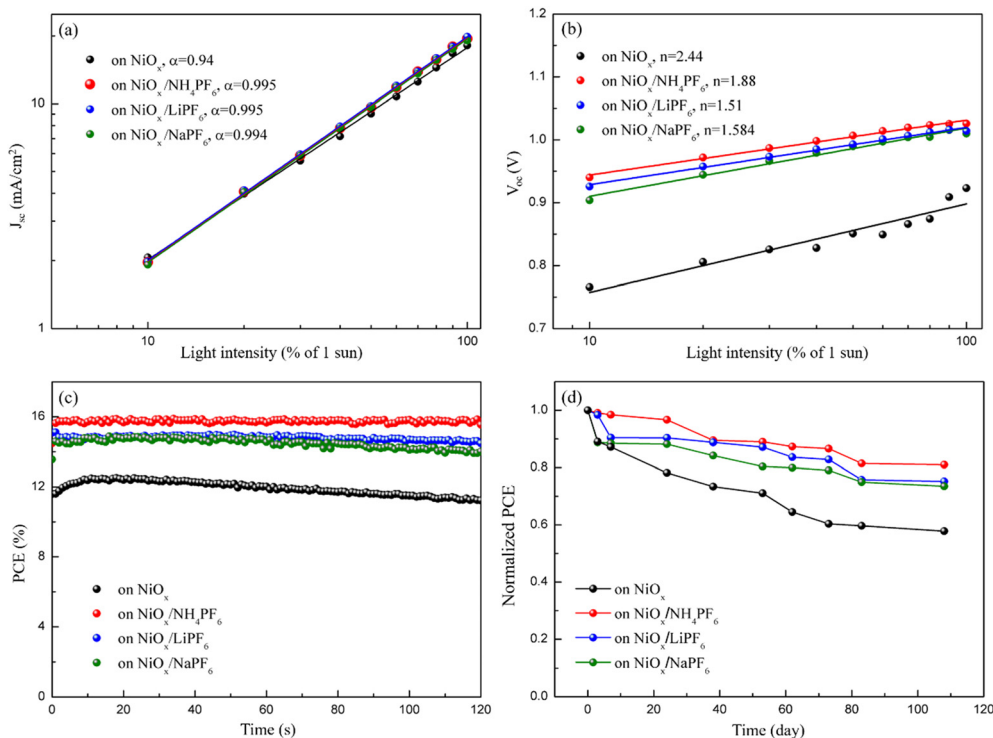 (a)
on NiOₓ, α=0.94
on NiOₓ/NH₄PF₆, α=0.995
on NiOₓ/LiPF₆, α=0.995
on NiOₓ/NaPF₆, α=0.994
10
1
J_sc (mA/cm²)
10
100
Light intensity (% of 1 sun)
(b)
on NiOₓ, n=2.44
on NiOₓ/NH₄PF₆, n=1.88
on NiOₓ/LiPF₆, n=1.51
on NiOₓ/NaPF₆, n=1.584
1.2
1.1
1.0
0.9
0.8
0.7
V_oc (V)
10
100
Light intensity (% of 1 sun)
(c)
16
12
8
4
0
PCE (%)
on NiOₓ
on NiOₓ/NH₄PF₆
on NiOₓ/LiPF₆
on NiOₓ/NaPF₆
0 20 40 60 80 100 120
Time (s)
(d)
1.0
0.8
0.6
0.4
0.2
0.0
Normalized PCE
on NiOₓ
on NiOₓ/NH₄PF₆
on NiOₓ/LiPF₆
on NiOₓ/NaPF₆
0 20 40 60 80 100 120
Time (day)